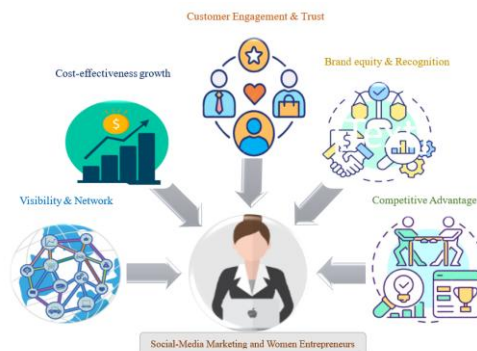 Customer Engagement & Trust
Cost-effectiveness growth
Brand equity & Recognition
Visibility & Network
Competitive Advantage
Social-Media Marketing and Women Entrepreneurs